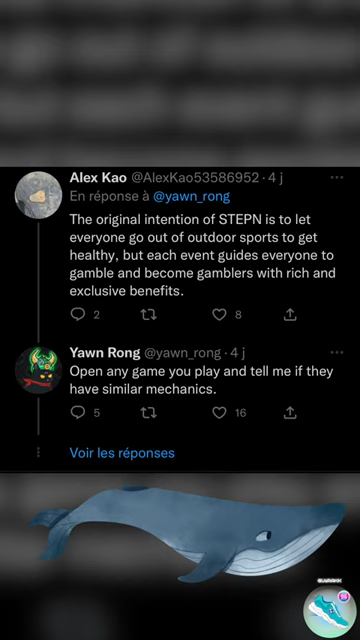 Alex Kao @AlexKao53586952 · 4 j
En réponse à @yawn_rong
The original intention of STEPN is to let
everyone go out of outdoor sports to get
healthy, but each event guides everyone to
gamble and become gamblers with rich and
exclusive benefits.
2 8
Yawn Rong @yawn_rong · 4 j
Open any game you play and tell me if they
have similar mechanics.
5 16
Voir les réponses